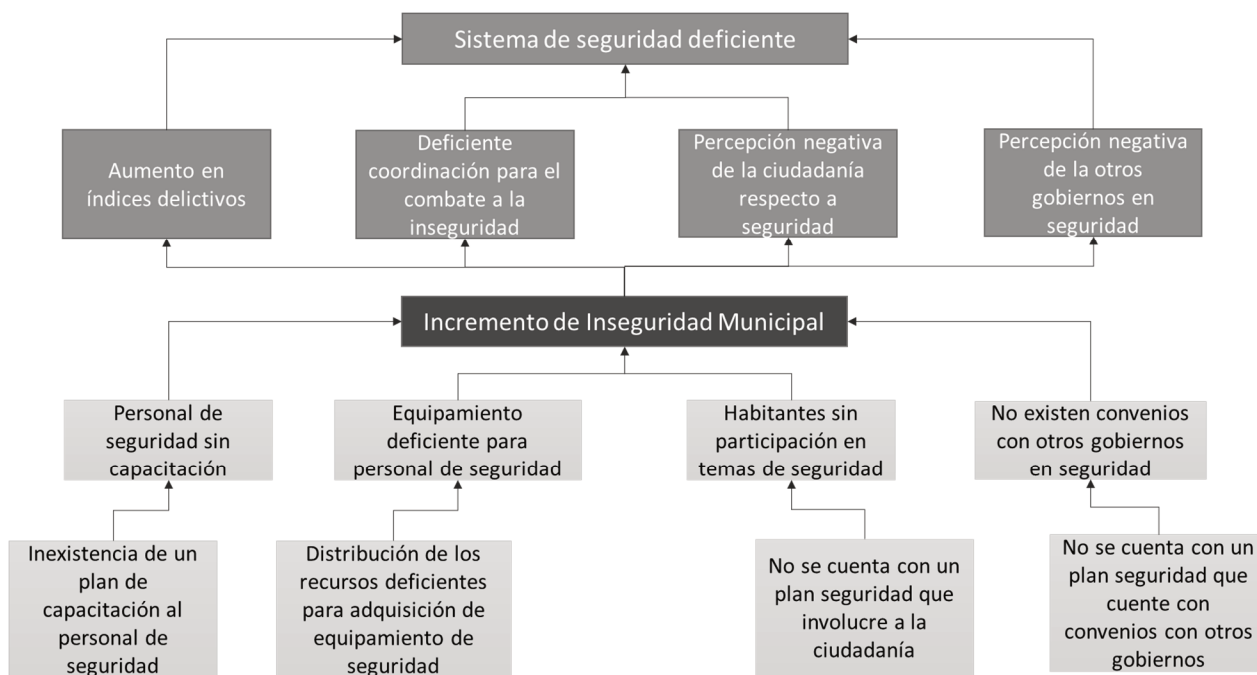 Sistema de seguridad deficiente
Aumento en
índices delictivos
Deficiente
coordinación para el
combate a la
inseguridad
Percepción negativa
de la ciudadanía
respecto a
seguridad
Percepción negativa
de la otros
gobiernos en
seguridad
Incremento de Inseguridad Municipal
Personal de
seguridad sin
capacitación
Equipamiento
deficiente para
personal de seguridad
Habitantes sin
participación en
temas de seguridad
No existen convenios
con otros gobiernos
en seguridad
Inexistencia de un
plan de
capacitación al
personal de
seguridad
Distribución de los
recursos deficientes
para adquisición de
equipamiento de
seguridad
No se cuenta con un
plan seguridad que
involucre a la
ciudadanía
No se cuenta con un
plan seguridad que
cuente con
convenios con otros
gobiernos